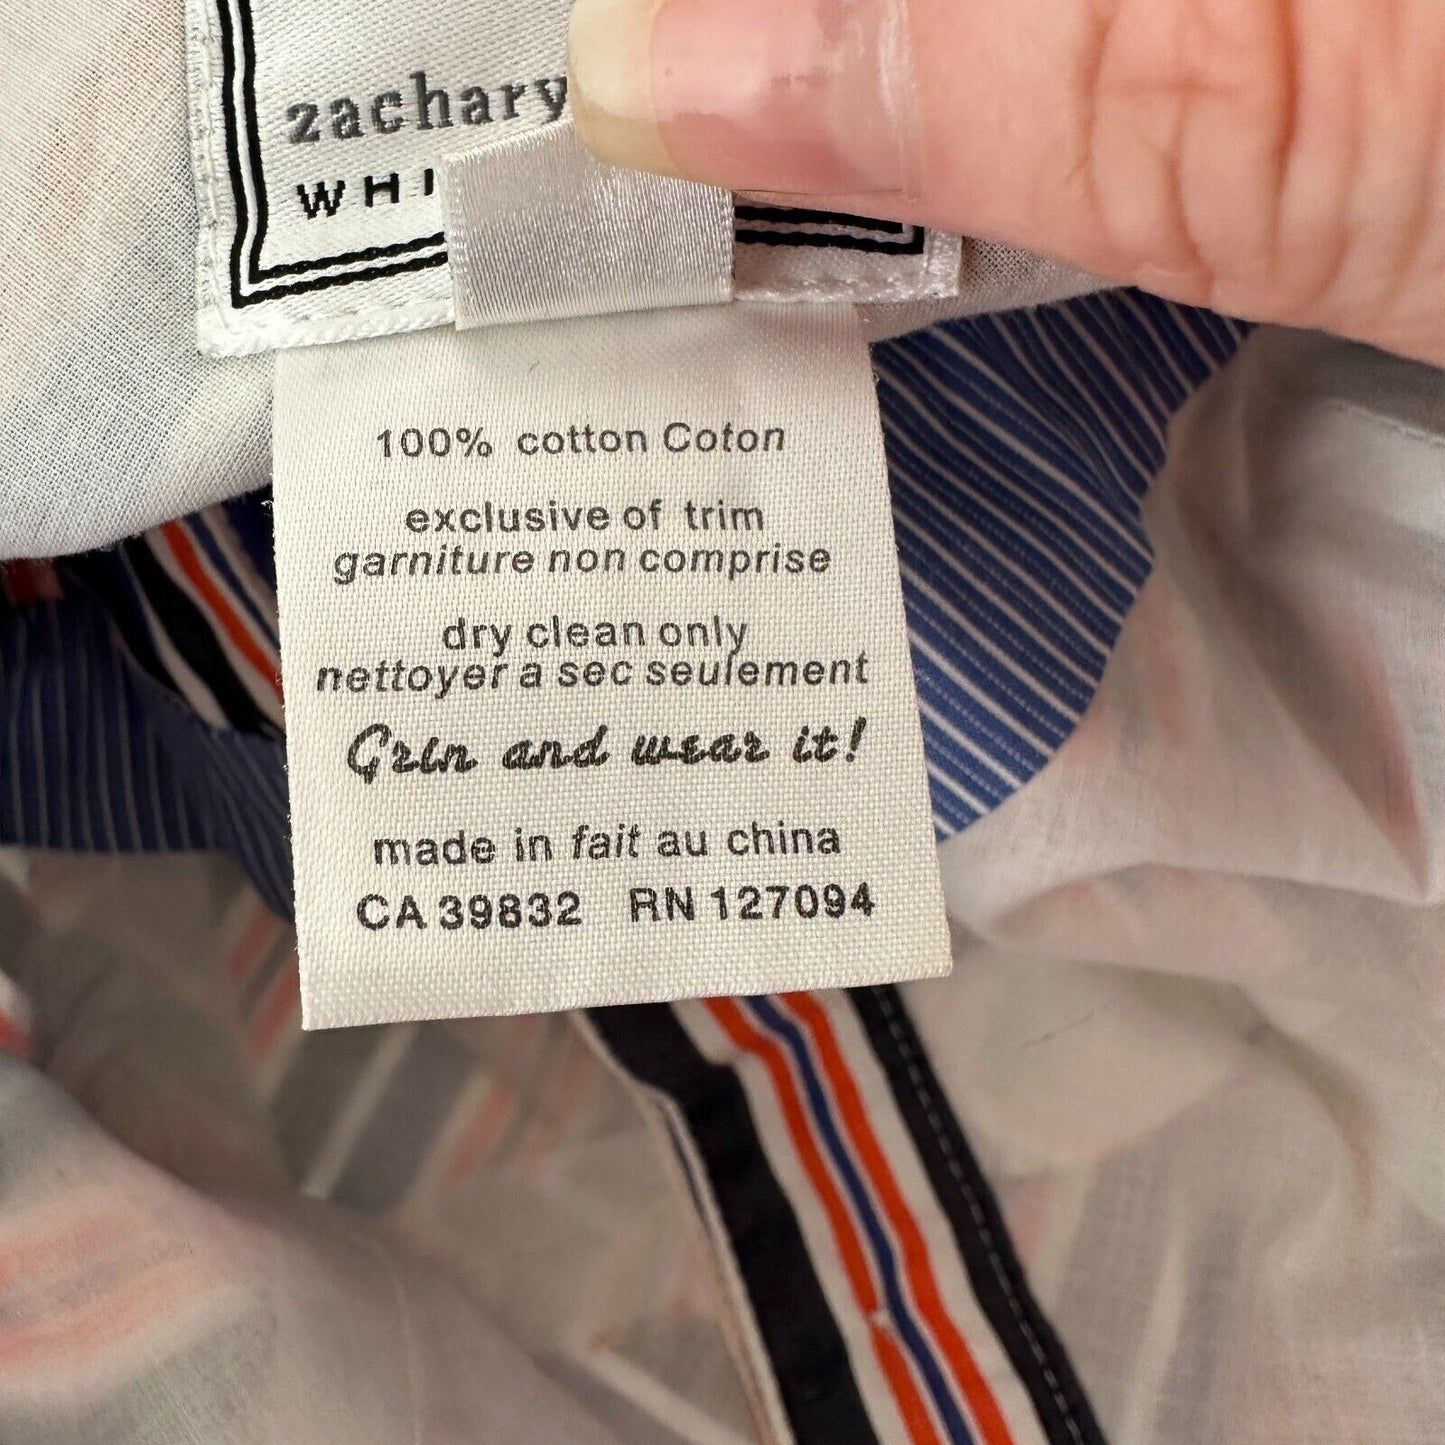 zachary
100% cotton Coton
exclusive of trim
garniture non comprise
dry clean only
nettoyer a sec seulement
Grin and wear it!
made in fait au china
CA 39832 RN 127094